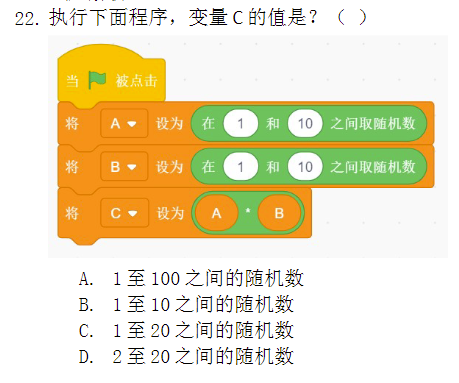 22. 执行下面程序，变量 C 的值是？（ ）
当 被点击
将 A 设为 在 1 和 10 之间取随机数
将 B 设为 在 1 和 10 之间取随机数
将 C 设为 A * B
A. 1 至 100 之间的随机数
B. 1 至 10 之间的随机数
C. 1 至 20 之间的随机数
D. 2 至 20 之间的随机数